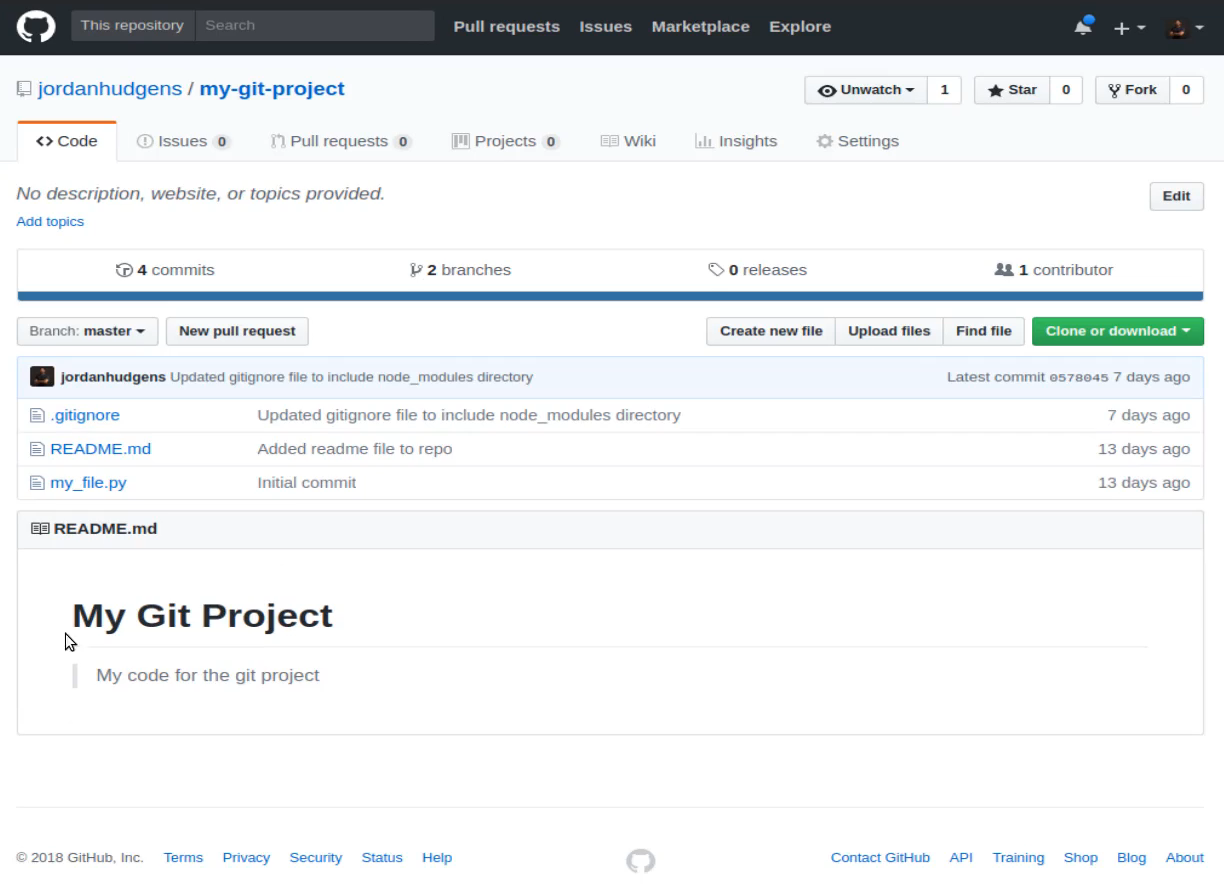 This repository Search Pull requests Issues Marketplace Explore
jordanhudgens / my-git-project Unwatch 1 Star 0 Fork 0
Code Issues 0 Pull requests 0 Projects 0 Wiki Insights Settings
No description, website, or topics provided. Edit
Add topics
4 commits 2 branches 0 releases 1 contributor
Branch: master New pull request Create new file Upload files Find file Clone or download
jordanhudgens Updated gitignore file to include node_modules directory Latest commit 0578045 7 days ago
.gitignore Updated gitignore file to include node_modules directory 7 days ago
README.md Added readme file to repo 13 days ago
my_file.py Initial commit 13 days ago
README.md
My Git Project
My code for the git project
© 2018 GitHub, Inc. Terms Privacy Security Status Help Contact GitHub API Training Shop Blog About